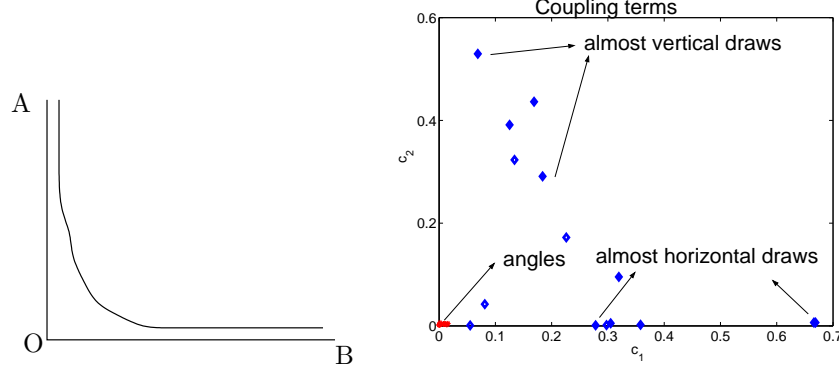 A
O
B
Coupling terms
0.6
almost vertical draws
0.4
c2
0.2
angles
almost horizontal draws
0
0 0.1 0.2 0.3 0.4 0.5 0.6 0.7
c1